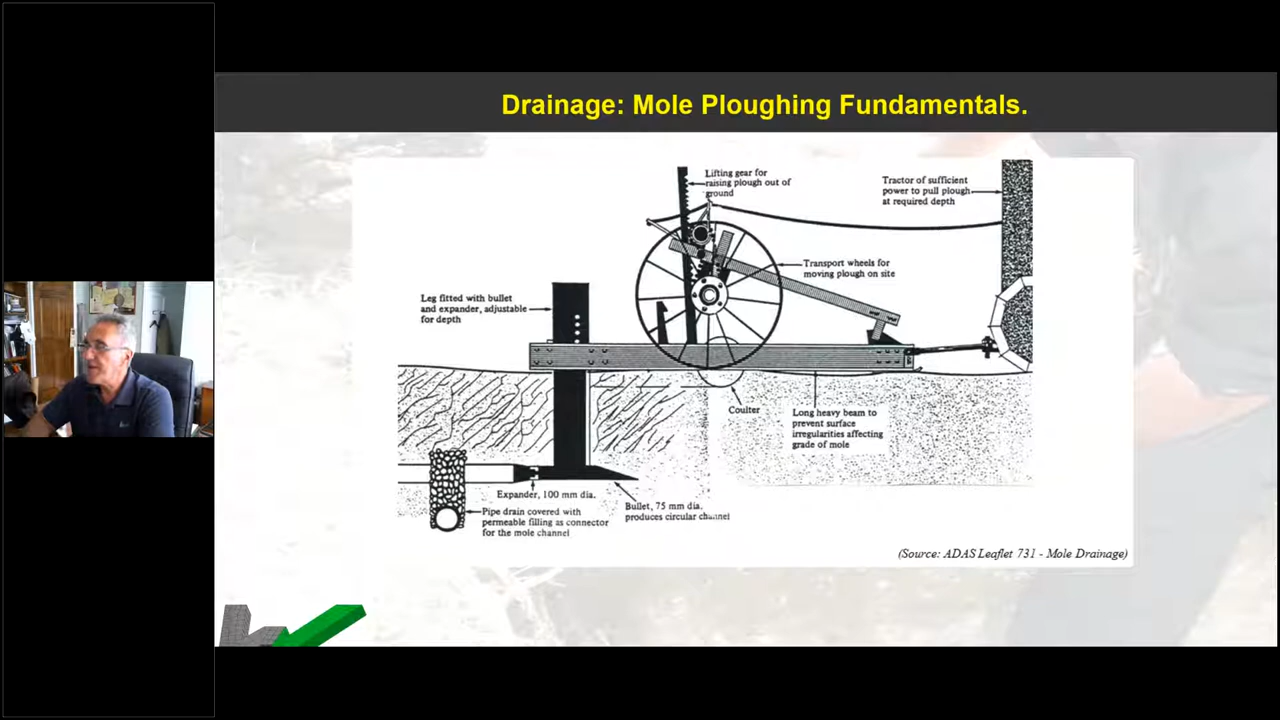 Drainage: Mole Ploughing Fundamentals.
Lifting gear for
raising plough out of
ground
Tractor of sufficient
power to pull plough
at required depth
Transport wheels for
moving plough on site
Leg fitted with bullet
and expander, adjustable
for depth
Coulter
Long heavy beam to
prevent surface
irregularities affecting
grade of mole
Expander, 100 mm dia.
Bullet, 75 mm dia.
produces circular channel
Pipe drain covered with
permeable filling as connector
for the mole channel
(Source: ADAS Leaflet 731 - Mole Drainage)